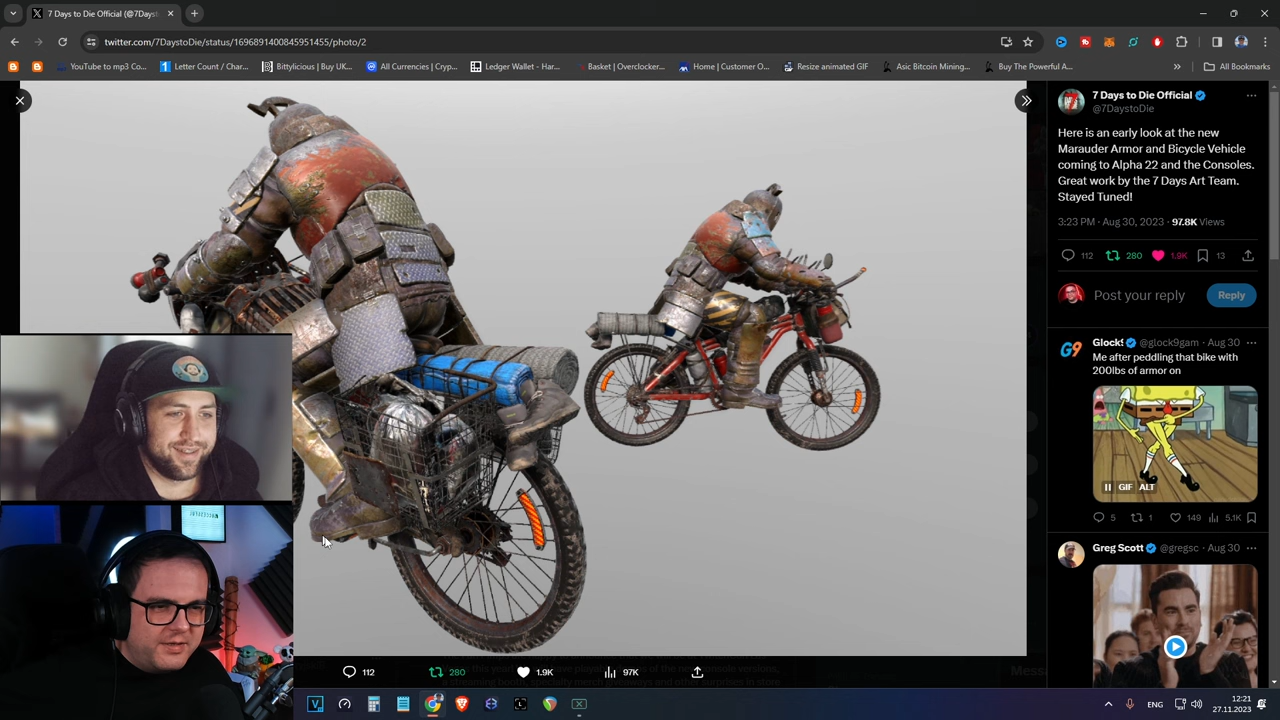 7 Days to Die Official (@7Days
twitter.com/7DaystoDie/status/1696891400845951455/photo/2
YouTube to mp3 Co...
Letter Count / Char...
Bittylicious | Buy UK...
All Currencies | Cryp...
Ledger Wallet - Har...
Basket | Overclocker...
Home | Customer O...
Resize animated GIF
Asic Bitcoin Mining...
Buy The Powerful A...
All Bookmarks
7 Days to Die Official
@7DaystoDie
Here is an early look at the new
Marauder Armor and Bicycle Vehicle
coming to Alpha 22 and the Consoles.
Great work by the 7 Days Art Team.
Stayed Tuned!
3:23 PM · Aug 30, 2023 · 97.8K Views
112 280 1.9K 13
Post your reply
Reply
G9
Glock9 @glock9gam · Aug 30
Me after peddling that bike with
200lbs of armor on
GIF ALT
5 1 149 5.1K
Greg Scott @gregsc · Aug 30
112 280 1.9K 97K
ENG
12:21
27.11.2023